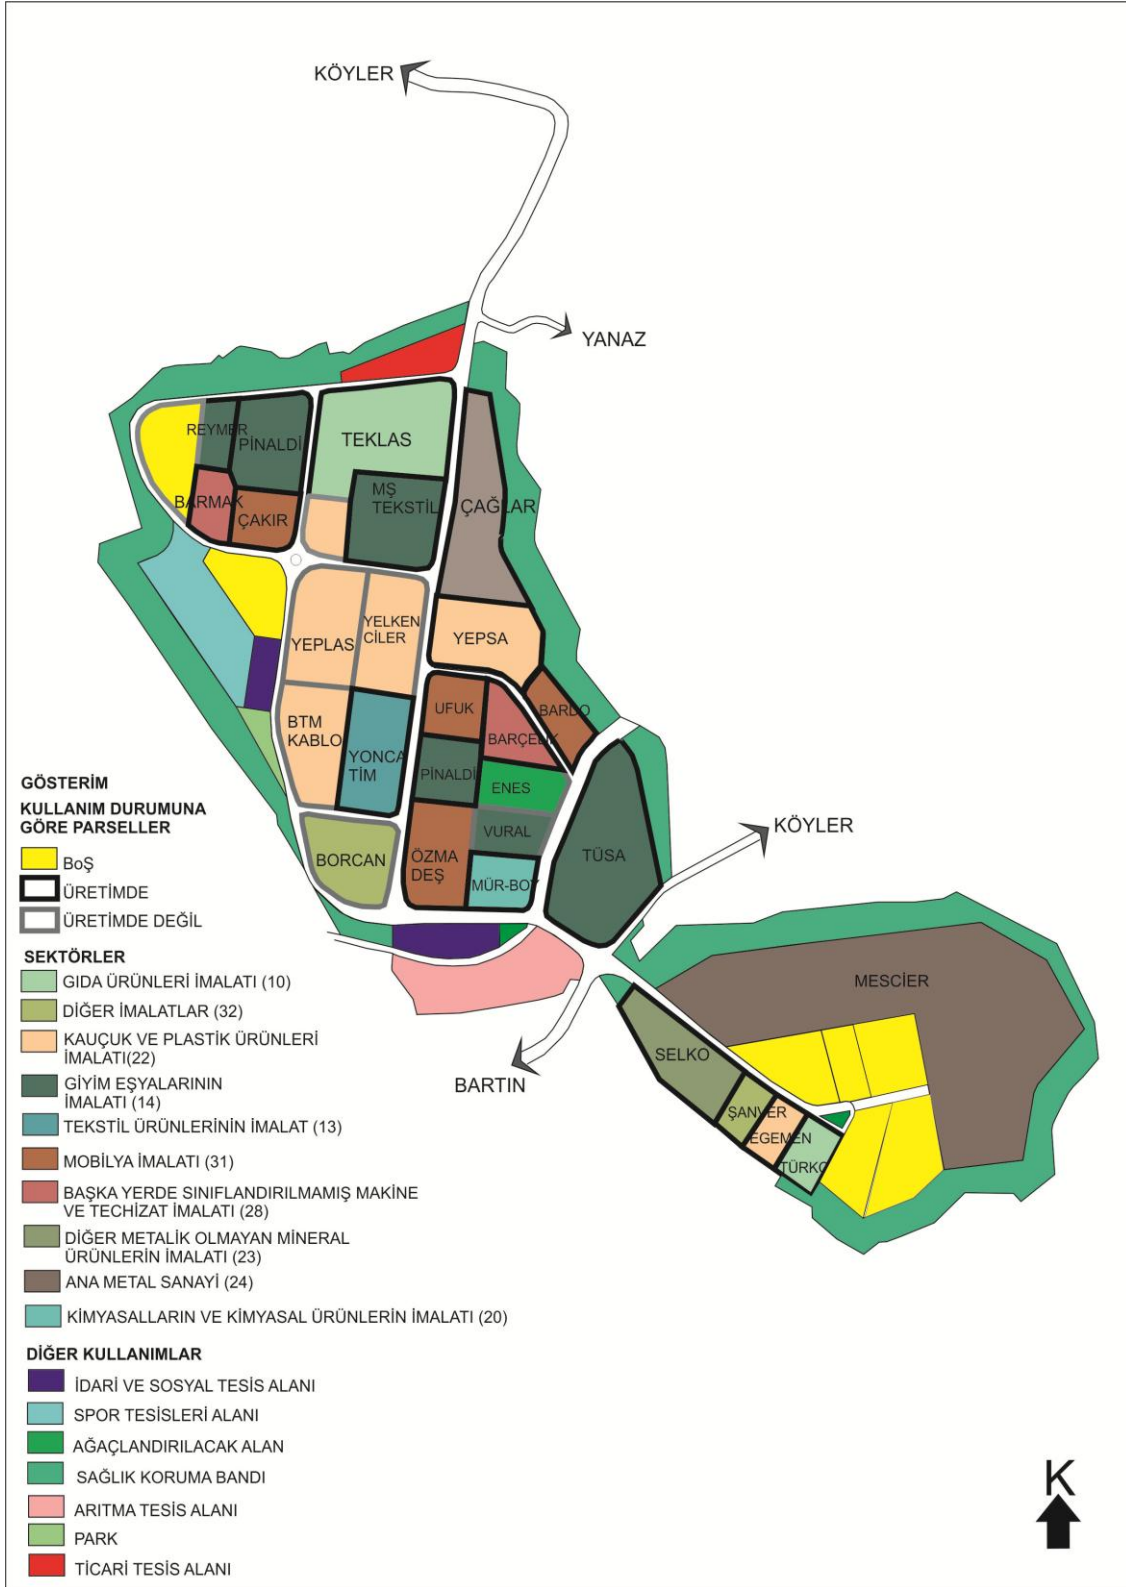 KÖYLER
YANAZ
REYMER
PİNALDİ
TEKLAS
BARMAK
ÇAKIR
MŞ
TEKSTİL
ÇAĞLAR
YEPLAS
YELKEN
CİLER
YEPSA
BTM
KABLO
YONCA
TİM
UFUK
BARÇELİK
BARDO
PİNALDİ
ENES
VURAL
BORCAN
ÖZMA
DEŞ
MÜR-BOY
TÜSA
KÖYLER
BARTIN
MESCİER
SELKO
ŞANVER
EGEMEN
TÜRKO
GÖSTERİM
KULLANIM DURUMUNA
GÖRE PARSELLER
BoŞ
ÜRETİMDE
ÜRETİMDE DEĞİL
SEKTÖRLER
GIDA ÜRÜNLERİ İMALATI (10)
DİĞER İMALATLAR (32)
KAUÇUK VE PLASTİK ÜRÜNLERİ
İMALATI(22)
GİYİM EŞYALARININ
İMALATI (14)
TEKSTİL ÜRÜNLERİNİN İMALAT (13)
MOBİLYA İMALATI (31)
BAŞKA YERDE SINIFLANDIRILMAMIŞ MAKİNE
VE TECHİZAT İMALATI (28)
DİĞER METALİK OLMAYAN MİNERAL
ÜRÜNLERİN İMALATI (23)
ANA METAL SANAYİ (24)
KİMYASALLARIN VE KİMYASAL ÜRÜNLERİN İMALATI (20)
DİĞER KULLANIMLAR
İDARİ VE SOSYAL TESİS ALANI
SPOR TESİSLERİ ALANI
AĞAÇLANDIRILACAK ALAN
SAĞLIK KORUMA BANDI
ARITMA TESİS ALANI
PARK
TİCARİ TESİS ALANI
K